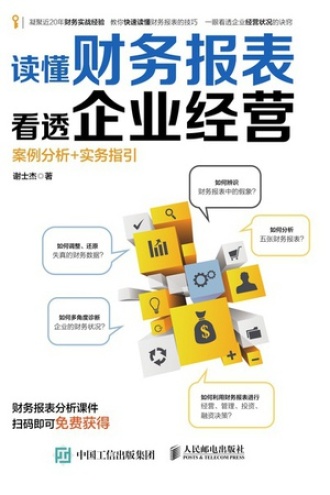 凝聚近20年财务实战经验 教你快速读懂财务报表的技巧 一眼看透企业经营状况的诀窍
读懂财务报表
看透企业经营
案例分析+实务指引
谢士杰◎著
如何辨识
财务报表中的假象?
如何分析
五张财务报表?
如何调整、还原
失真的财务数据?
如何多角度诊断
企业的财务状况?
如何利用财务报表进行
经营、管理、投资、
融资决策?
财务报表分析课件
扫码即可免费获得
中国工信出版集团
人民邮电出版社
POSTS & TELECOM PRESS